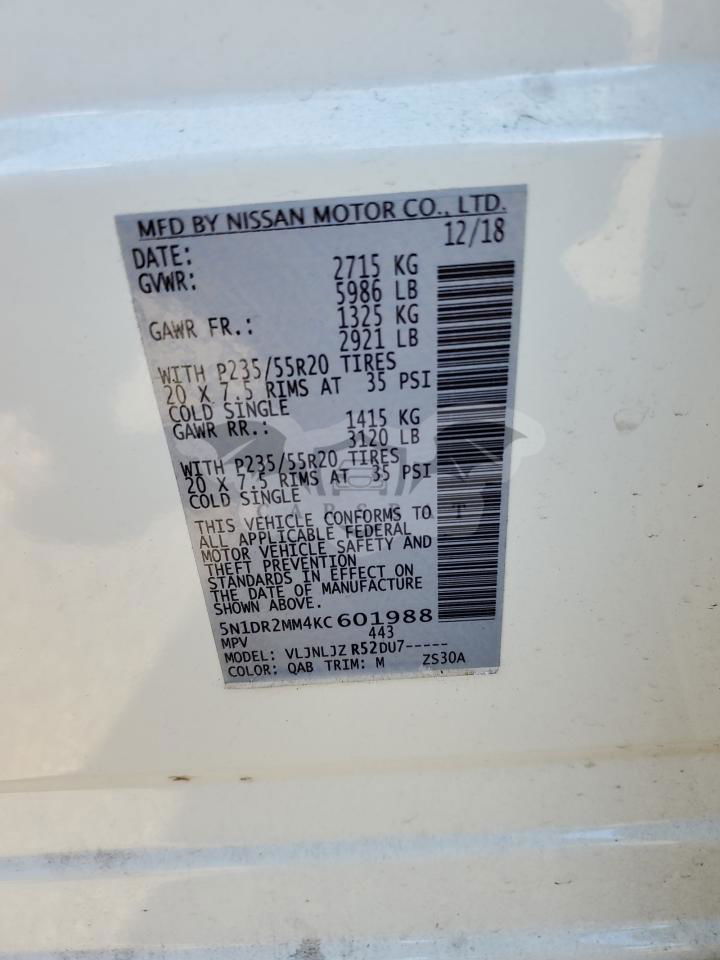 MFD BY NISSAN MOTOR CO., LTD.
DATE: 12/18
GVWR: 2715 KG
5986 LB
GAWR FR.: 1325 KG
2921 LB
WITH P235/55R20 TIRES
20 X 7.5 RIMS AT 35 PSI
COLD SINGLE
GAWR RR.: 1415 KG
3120 LB
WITH P235/55R20 TIRES
20 X 7.5 RIMS AT 35 PSI
COLD SINGLE
THIS VEHICLE CONFORMS TO
ALL APPLICABLE FEDERAL
MOTOR VEHICLE SAFETY AND
THEFT PREVENTION
STANDARDS IN EFFECT ON
THE DATE OF MANUFACTURE
SHOWN ABOVE.
5N1DR2MM4KC601988
MPV 443
MODEL: VLJNLJZ R52DU7-----
COLOR: QAB TRIM: M ZS30A